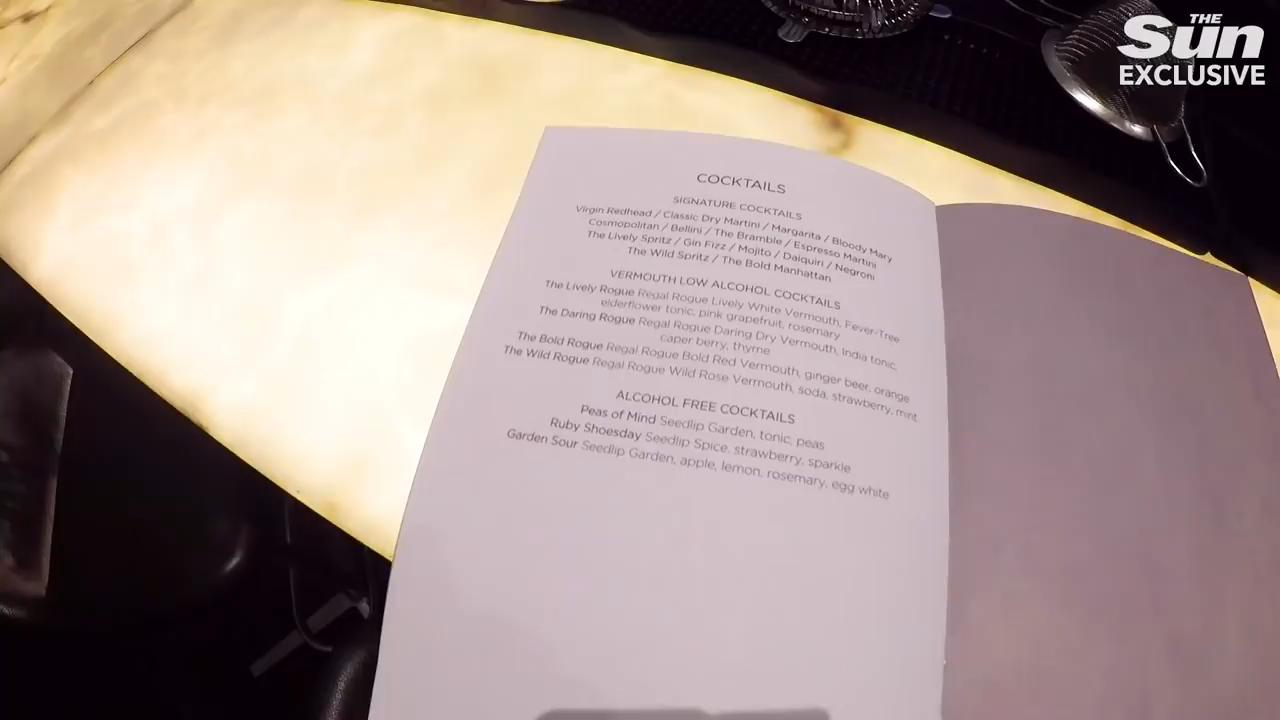 THE
Sun
EXCLUSIVE
COCKTAILS
SIGNATURE COCKTAILS
Virgin Redhead / Classic Dry Martini / Margarita / Bloody Mary
Cosmopolitan / Bellini / The Bramble / Espresso Martini
The Lively Spritz / Gin Fizz / Mojito / Daiquiri / Negroni
The Wild Spritz / The Bold Manhattan
VERMOUTH LOW ALCOHOL COCKTAILS
The Lively Rogue Regal Rogue Lively White Vermouth, Fever-Tree
elderflower tonic, pink grapefruit, rosemary
The Daring Rogue Regal Rogue Daring Dry Vermouth, India tonic,
caper berry, thyme
The Bold Rogue Regal Rogue Bold Red Vermouth, ginger beer, orange
The Wild Rogue Regal Rogue Wild Rose Vermouth, soda, strawberry, mint
ALCOHOL FREE COCKTAILS
Peas of Mind Seedlip Garden, tonic, peas
Ruby Shoesday Seedlip Spice, strawberry, sparkle
Garden Sour Seedlip Garden, apple, lemon, rosemary, egg white